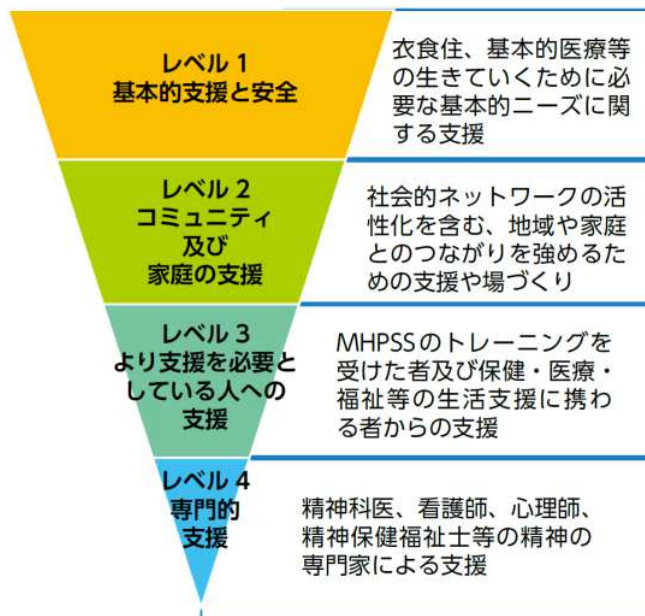 レベル 1
基本的支援と安全
衣食住、基本的医療等
の生きていくために必
要な基本的ニーズに関
する支援
レベル 2
コミュニティ
及び
家庭の支援
社会的ネットワークの活
性化を含む、地域や家庭
とのつながりを強めるた
めの支援や場づくり
レベル 3
より支援を必要と
している人への
支援
MHPSSのトレーニングを
受けた者及び保健・医療・
福祉等の生活支援に携わ
る者からの支援
レベル 4
専門的
支援
精神科医、看護師、心理師、
精神保健福祉士等の精神の
専門家による支援